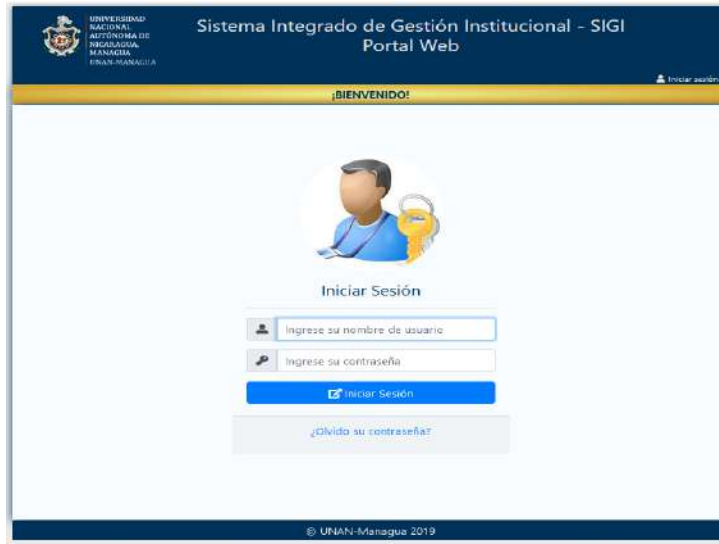 UNIVERSIDAD
NACIONAL
AUTÓNOMA DE
NICARAGUA,
MANAGUA
UNAN-MANAGUA
Sistema Integrado de Gestión Institucional - SIGI
Portal Web
Iniciar sesión
¡BIENVENIDO!
Iniciar Sesión
Ingrese su nombre de usuario
Ingrese su contraseña
Iniciar Sesión
¿Olvido su contraseña?
© UNAN-Managua 2019